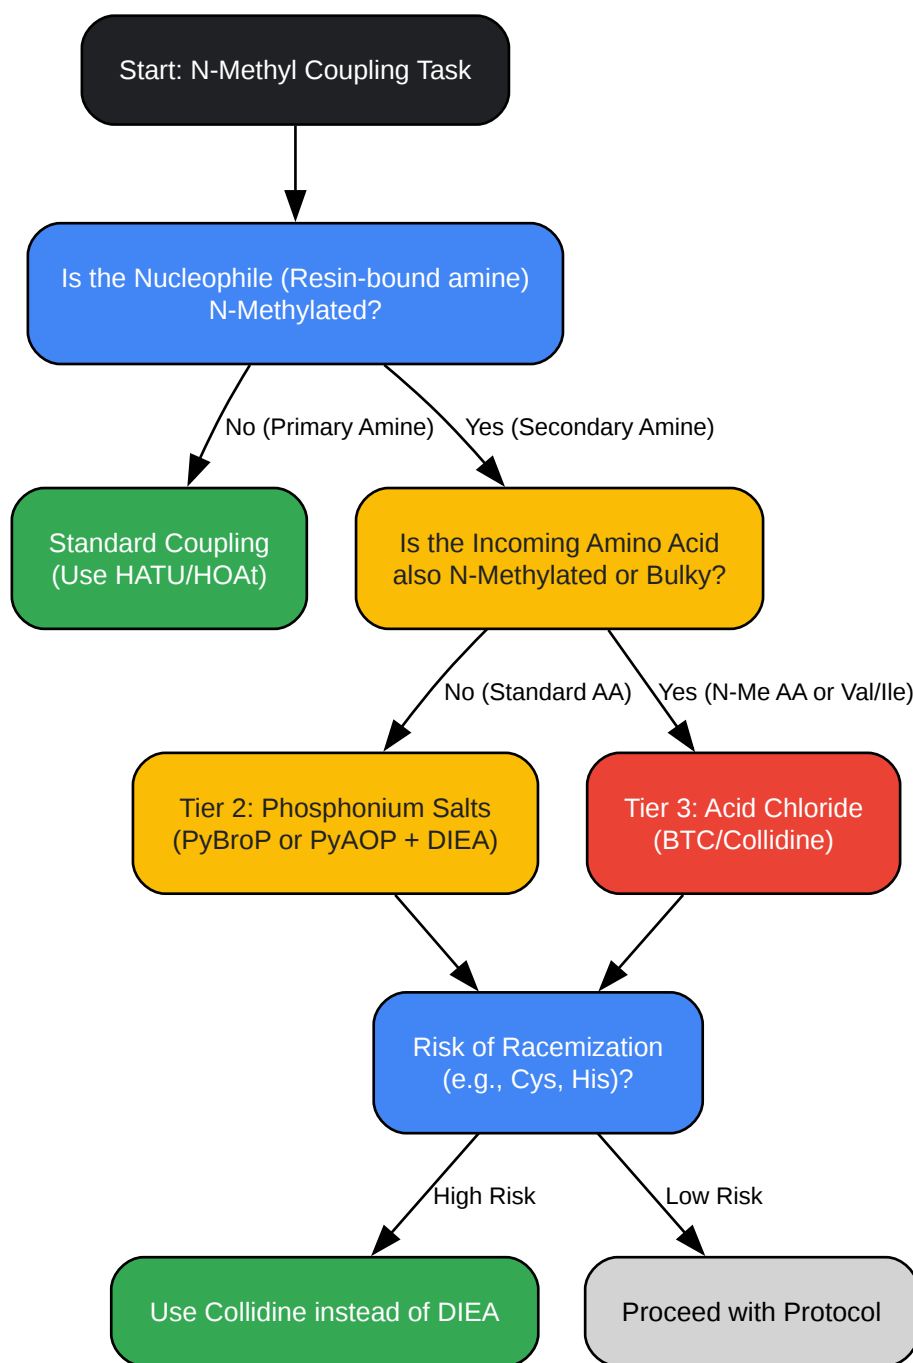 Start: N-Methyl Coupling Task
Is the Nucleophile (Resin-bound amine)
N-Methylated?
No (Primary Amine)
Yes (Secondary Amine)
Standard Coupling
(Use HATU/HOAt)
Is the Incoming Amino Acid
also N-Methylated or Bulky?
No (Standard AA)
Yes (N-Me AA or Val/Ile)
Tier 2: Phosphonium Salts
(PyBroP or PyAOP + DIEA)
Tier 3: Acid Chloride
(BTC/Collidine)
Risk of Racemization
(e.g., Cys, His)?
High Risk
Low Risk
Use Collidine instead of DIEA
Proceed with Protocol